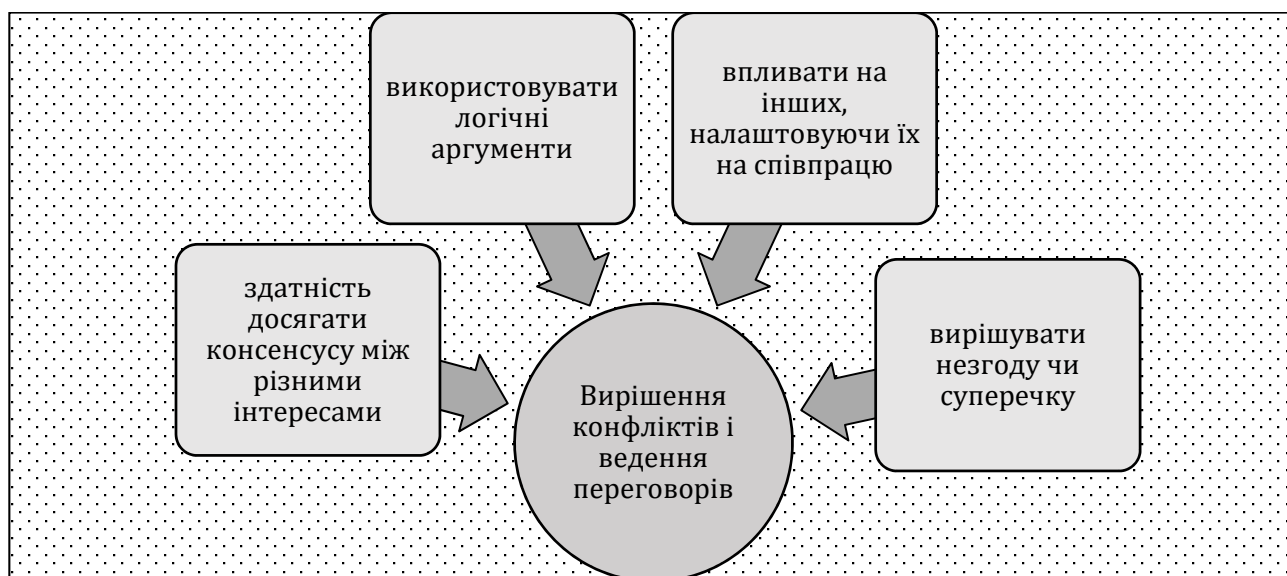 використовувати
логічні
аргументи
впливати на
інших,
налаштовуючи їх
на співпрацю
здатність
досягати
консенсусу між
різними
інтересами
вирішувати
незгоду чи
суперечку
Вирішення
конфліктів і
ведення
переговорів